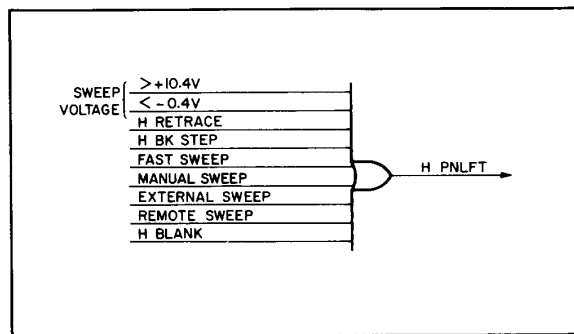 SWEEP VOLTAGE
> +10.4V
< -0.4V
H RETRACE
H BK STEP
FAST SWEEP
MANUAL SWEEP
EXTERNAL SWEEP
REMOTE SWEEP
H BLANK
H PNLFT